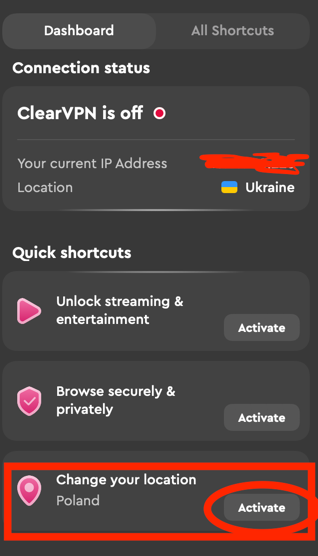 Dashboard
All Shortcuts
Connection status
ClearVPN is off
Your current IP Address
Location
Ukraine
Quick shortcuts
Unlock streaming &
entertainment
Activate
Browse securely &
privately
Activate
Change your location
Poland
Activate